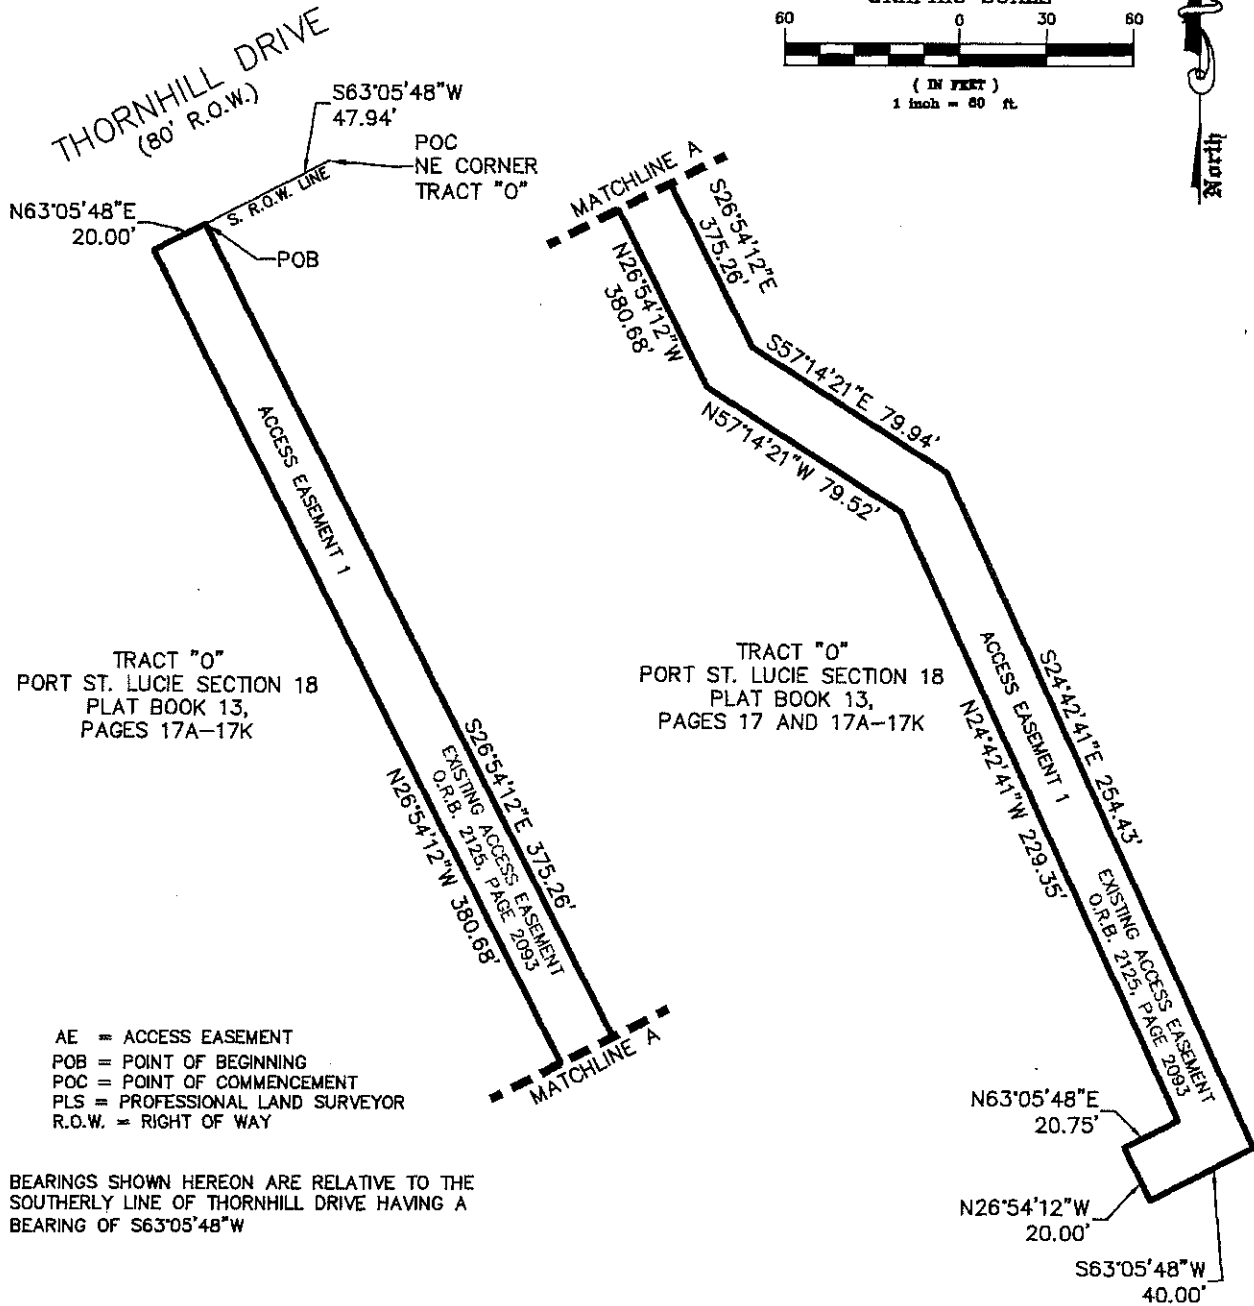 GRAPHIC SCALE
60 0 30 60
( IN FEET )
1 inch = 60 ft.
North
THORNHILL DRIVE
(80' R.O.W.)
S63°05'48"W
47.94'
POC
NE CORNER
TRACT "O"
S. R.O.W. LINE
N63°05'48"E
20.00'
POB
ACCESS EASEMENT 1
TRACT "O"
PORT ST. LUCIE SECTION 18
PLAT BOOK 13,
PAGES 17A-17K
S26°54'12"E 375.26'
EXISTING ACCESS EASEMENT
O.R.B. 2125, PAGE 2093
N26°54'12"W 380.68'
MATCHLINE A
AE = ACCESS EASEMENT
POB = POINT OF BEGINNING
POC = POINT OF COMMENCEMENT
PLS = PROFESSIONAL LAND SURVEYOR
R.O.W. = RIGHT OF WAY
BEARINGS SHOWN HEREON ARE RELATIVE TO THE
SOUTHERLY LINE OF THORNHILL DRIVE HAVING A
BEARING OF S63°05'48"W
MATCHLINE A
S26°54'12"E
375.26'
N26°54'12"W
380.68'
S57°14'21"E 79.94'
N57°14'21"W 79.52'
TRACT "O"
PORT ST. LUCIE SECTION 18
PLAT BOOK 13,
PAGES 17 AND 17A-17K
ACCESS EASEMENT 1
S24°42'41"E 254.43'
N24°42'41"W 229.35'
EXISTING ACCESS EASEMENT
O.R.B. 2125, PAGE 2093
N63°05'48"E
20.75'
N26°54'12"W
20.00'
S63°05'48"W
40.00'